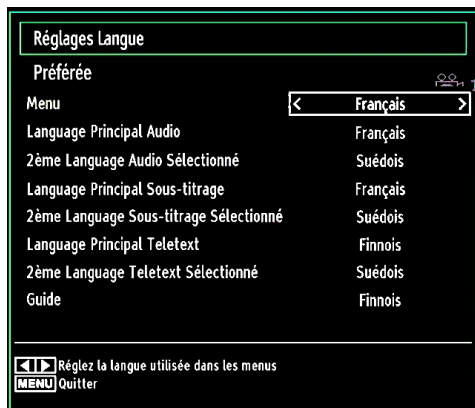 Réglages Langue
Préférée
Menu < Français >
Language Principal Audio Français
2ème Language Audio Sélectionné Suédois
Language Principal Sous-titrage Français
2ème Language Sous-titrage Sélectionné Suédois
Language Principal Teletext Finnois
2ème Language Teletext Sélectionné Suédois
Guide Finnois
Réglez la langue utilisée dans les menus
MENU Quitter